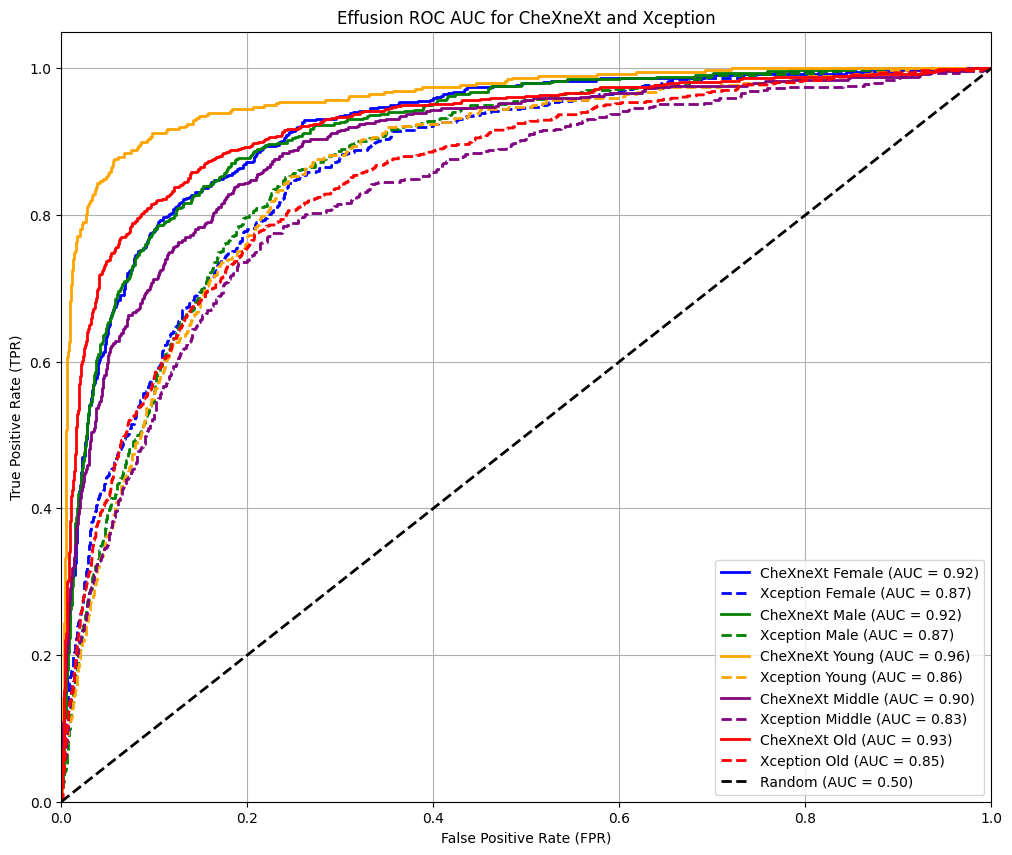 Effusion ROC AUC for CheXneXt and Xception
1.0
0.8
0.6
0.4
0.2
0.0
True Positive Rate (TPR)
CheXneXt Female (AUC = 0.92)
Xception Female (AUC = 0.87)
CheXneXt Male (AUC = 0.92)
Xception Male (AUC = 0.87)
CheXneXt Young (AUC = 0.96)
Xception Young (AUC = 0.86)
CheXneXt Middle (AUC = 0.90)
Xception Middle (AUC = 0.83)
CheXneXt Old (AUC = 0.93)
Xception Old (AUC = 0.85)
Random (AUC = 0.50)
0.0 0.2 0.4 0.6 0.8 1.0
False Positive Rate (FPR)